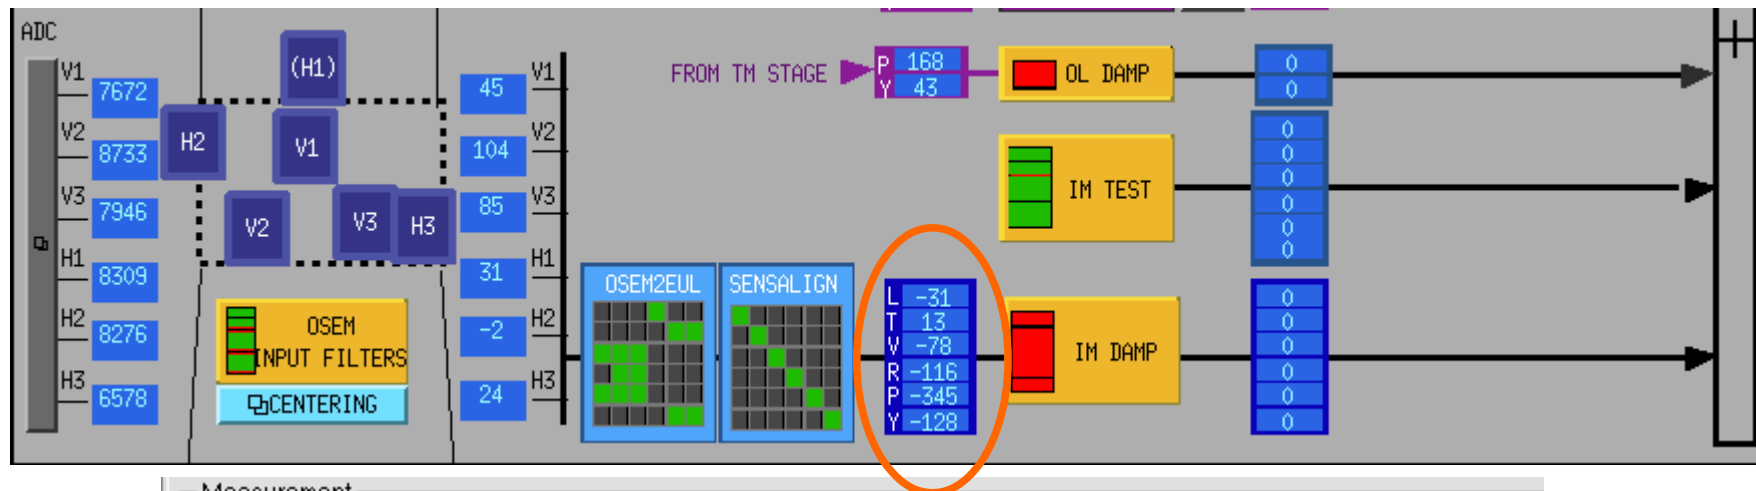 ADC
V1 7672
V2 8733
V3 7946
H1 8309
H2 8276
H3 6578
(H1)
H2
V1
V2
V3
H3
OSEM
INPUT FILTERS
CENTERING
45 V1
104 V2
85 V3
31 H1
-2 H2
24 H3
OSEM2EUL
SENSALIGN
FROM TM STAGE
P 168
Y 43
OL DAMP
0
0
IM TEST
0
0
0
0
0
0
L -31
T 13
V -78
R -116
P -345
Y -128
IM DAMP
0
0
0
0
0
0
+
Measurement